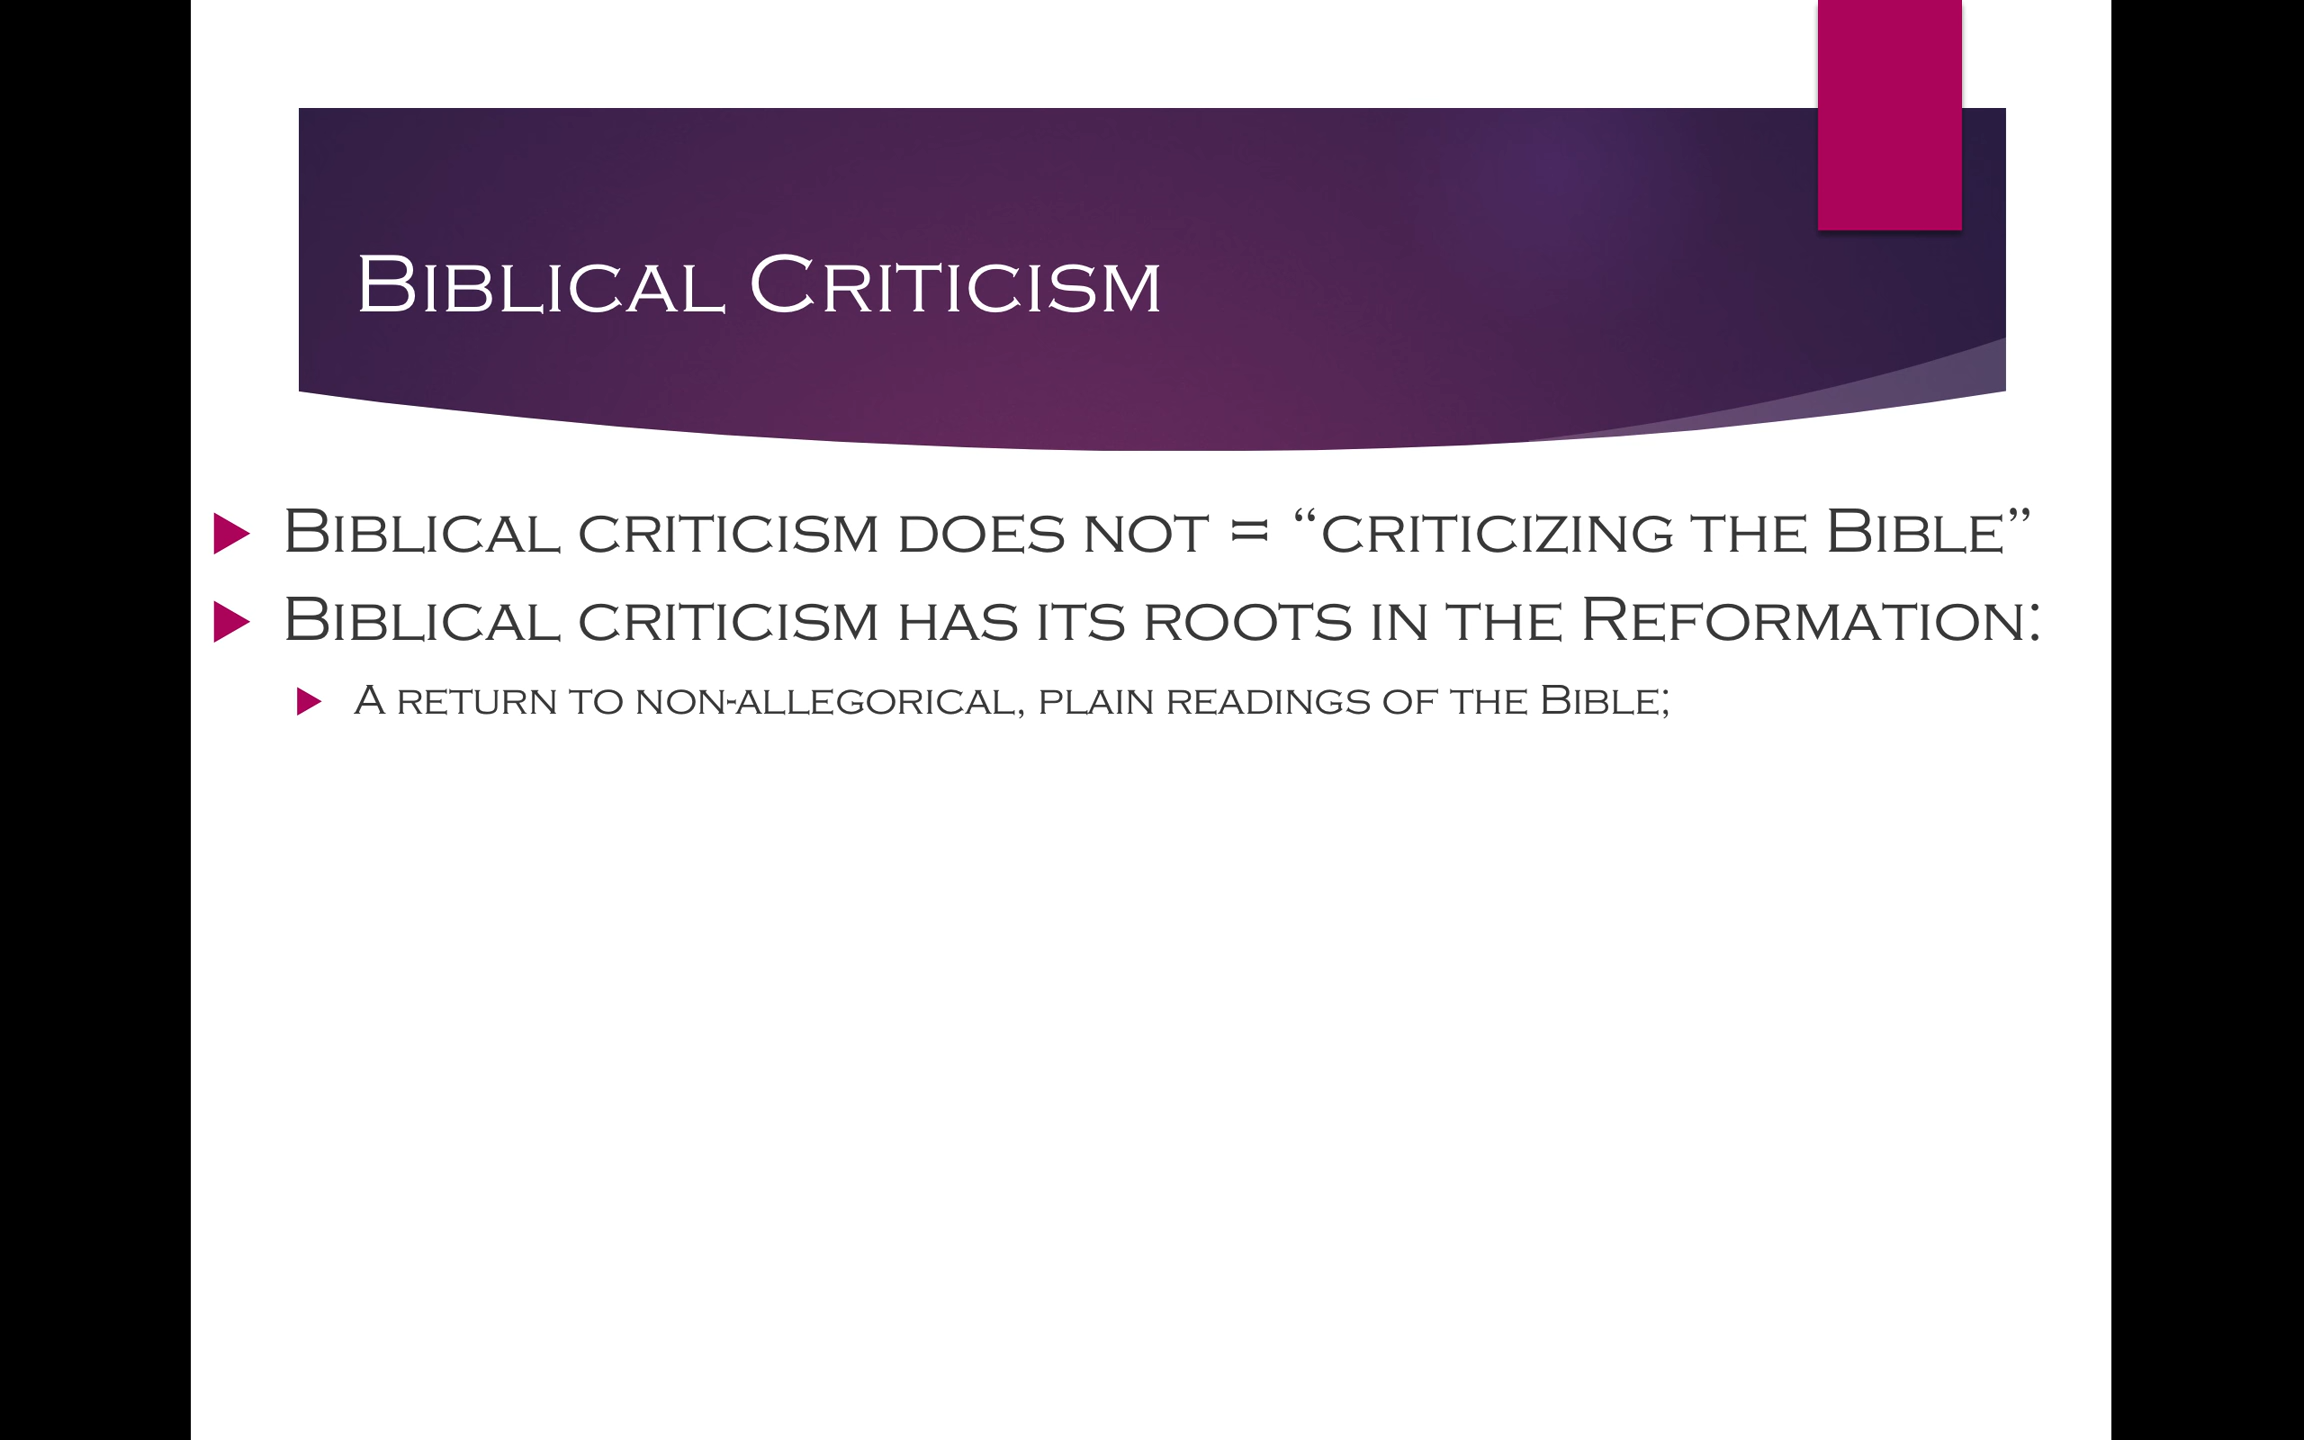 Biblical Criticism
Biblical criticism does not = “criticizing the Bible”
Biblical criticism has its roots in the Reformation:
A return to non-allegorical, plain readings of the Bible;